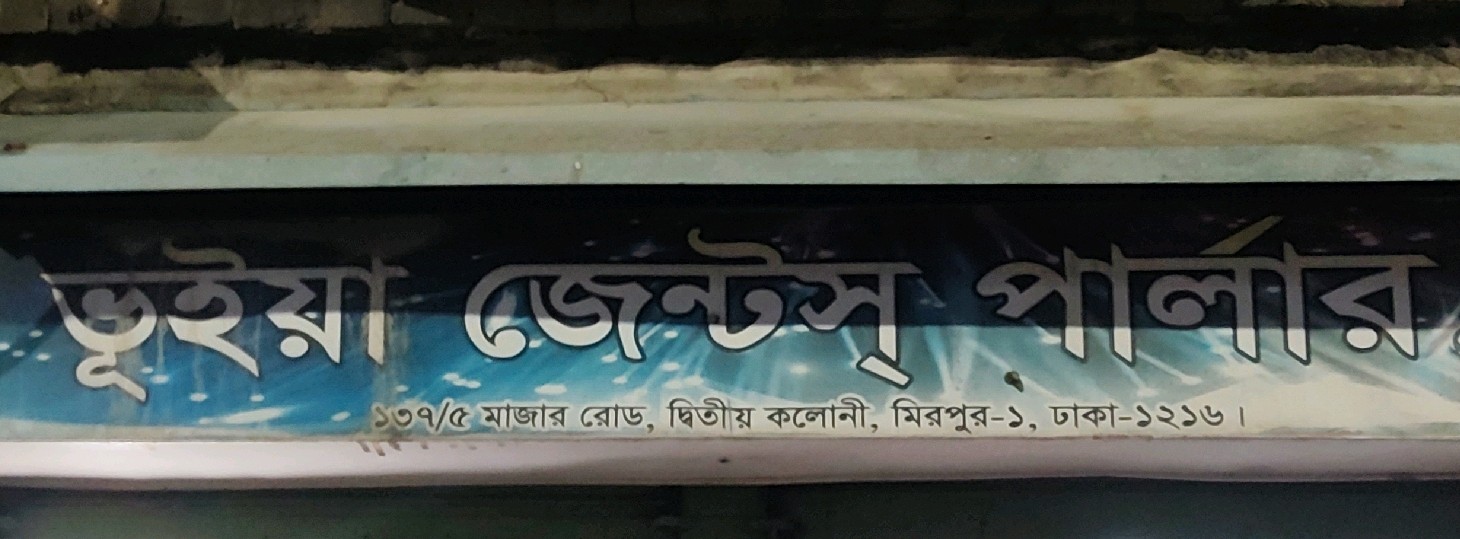 ভূইয়া জেন্টস্ পার্লার
১৩৭/৫ মাজার রোড, দ্বিতীয় কলোনী, মিরপুর-১, ঢাকা-১২১৬।